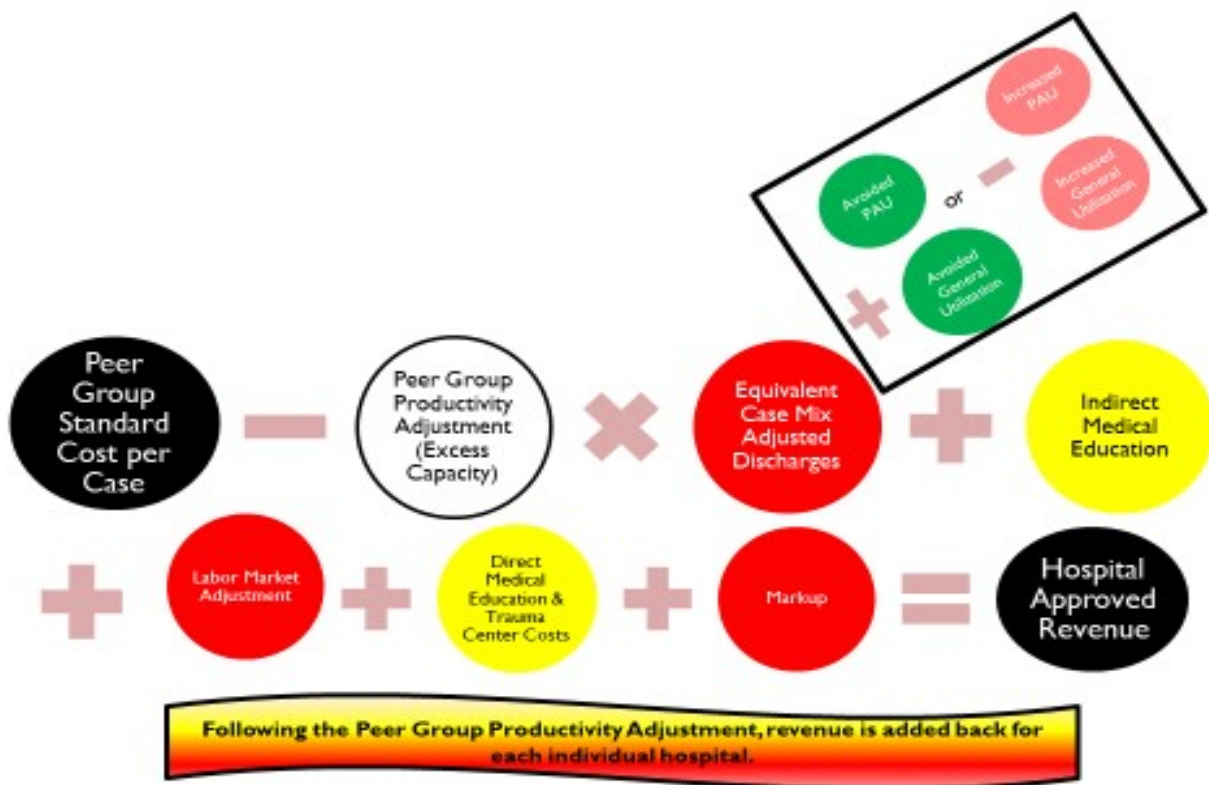 Increased
PAU
Avoided
PAU
or
Increased
General
Utilization
Avoided
General
Utilization
Peer
Group
Standard
Cost per
Case
Peer Group
Productivity
Adjustment
(Excess
Capacity)
Equivalent
Case Mix
Adjusted
Discharges
Indirect
Medical
Education
Labor Market
Adjustment
Direct
Medical
Education &
Trauma
Center Costs
Markup
Hospital
Approved
Revenue
Following the Peer Group Productivity Adjustment, revenue is added back for
each individual hospital.